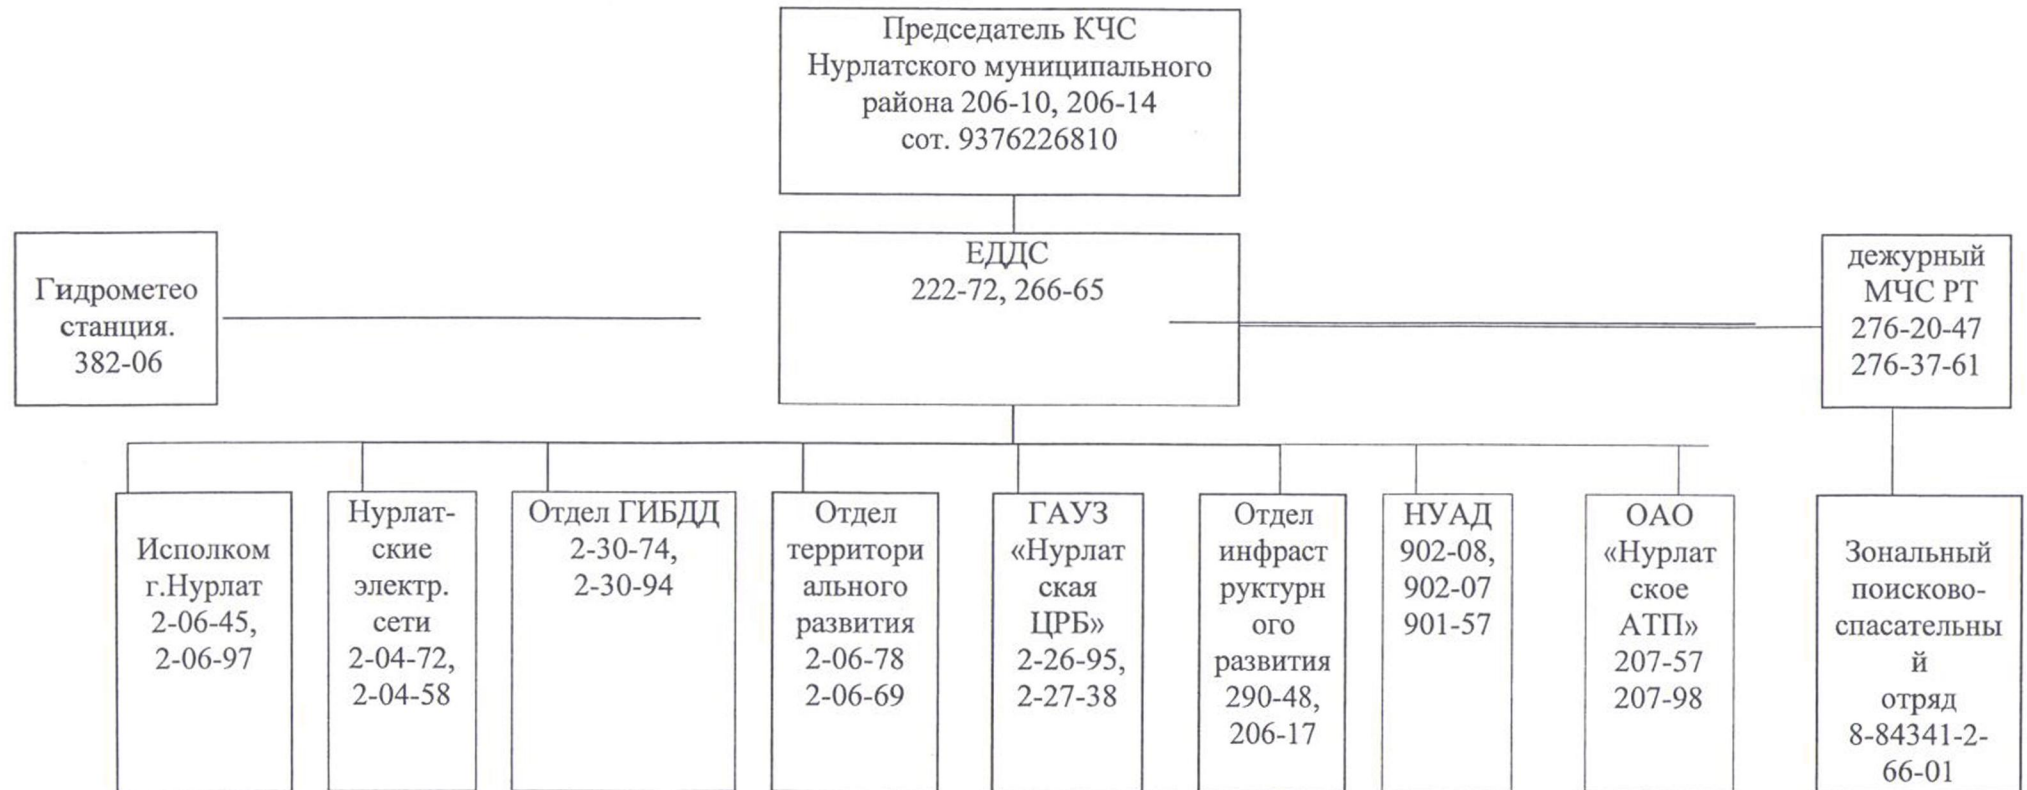 Председатель КЧС
Нурлатского муниципального
района 206-10, 206-14
сот. 9376226810
Гидрометео
станция.
382-06
ЕДДС
222-72, 266-65
дежурный
МЧС РТ
276-20-47
276-37-61
Исполком
г.Нурлат
2-06-45,
2-06-97
Нурлат-
ские
электр.
сети
2-04-72,
2-04-58
Отдел ГИБДД
2-30-74,
2-30-94
Отдел
территори
ального
развития
2-06-78
2-06-69
ГАУЗ
«Нурлат
ская
ЦРБ»
2-26-95,
2-27-38
Отдел
инфраст
руктурн
ого
развития
290-48,
206-17
НУАД
902-08,
902-07
901-57
ОАО
«Нурлат
ское
АТП»
207-57
207-98
Зональный
поисково-
спасательны
й
отряд
8-84341-2-
66-01